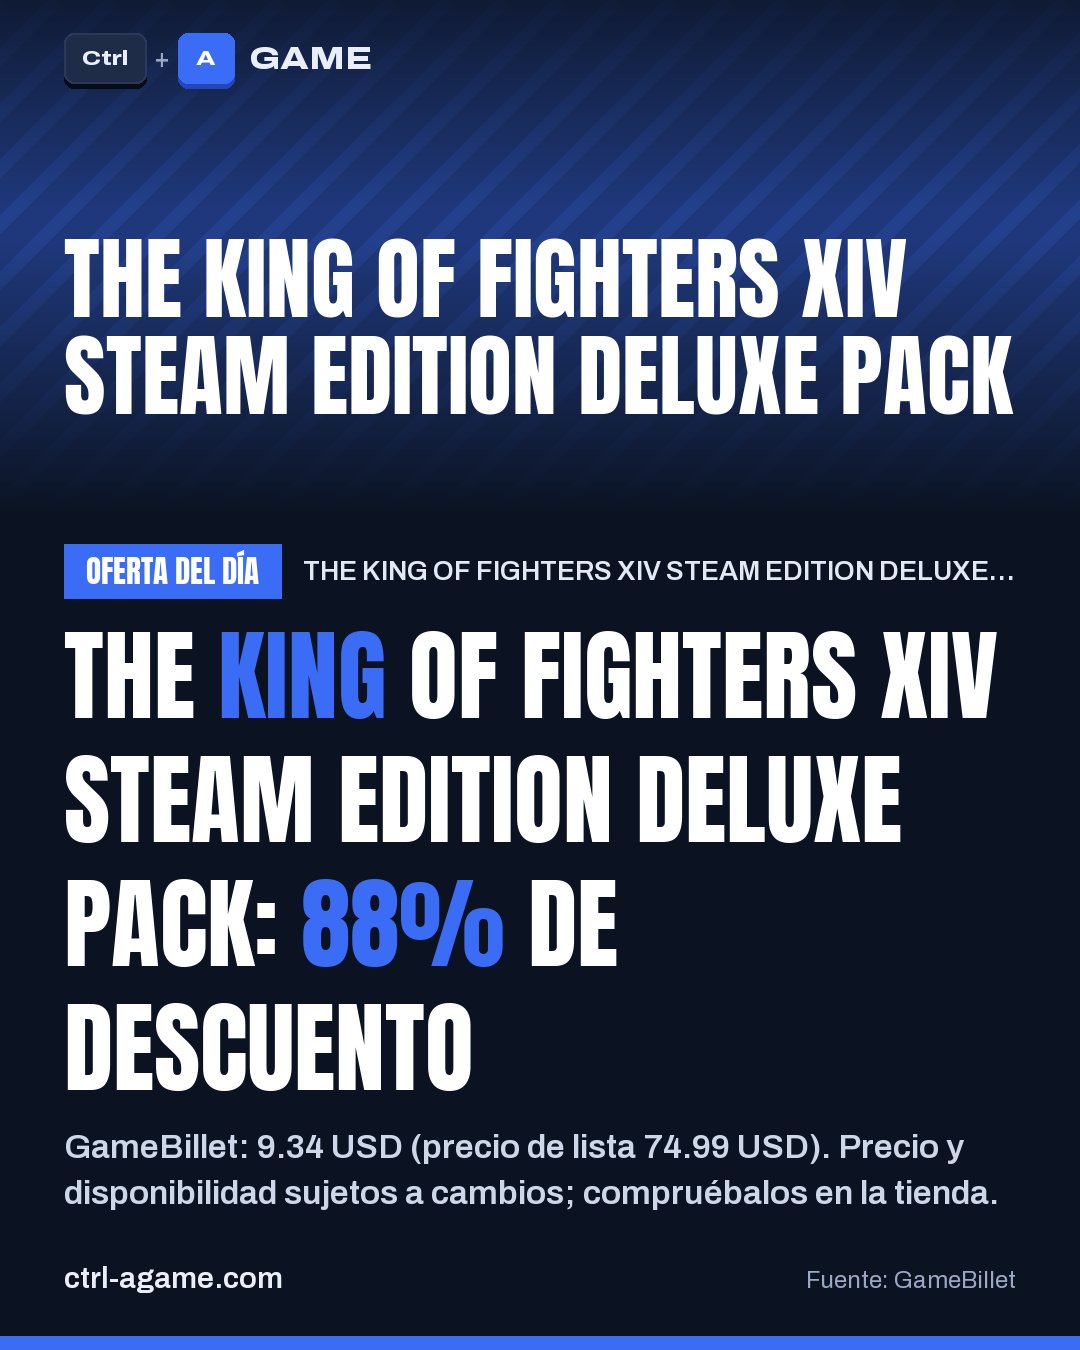 Ctrl + A GAME
THE KING OF FIGHTERS XIV
STEAM EDITION DELUXE PACK
OFERTA DEL DÍA THE KING OF FIGHTERS XIV STEAM EDITION DELUXE...
THE KING OF FIGHTERS XIV
STEAM EDITION DELUXE
PACK: 88% DE
DESCUENTO
GameBillet: 9.34 USD (precio de lista 74.99 USD). Precio y
disponibilidad sujetos a cambios; compruébalos en la tienda.
ctrl-agame.com Fuente: GameBillet